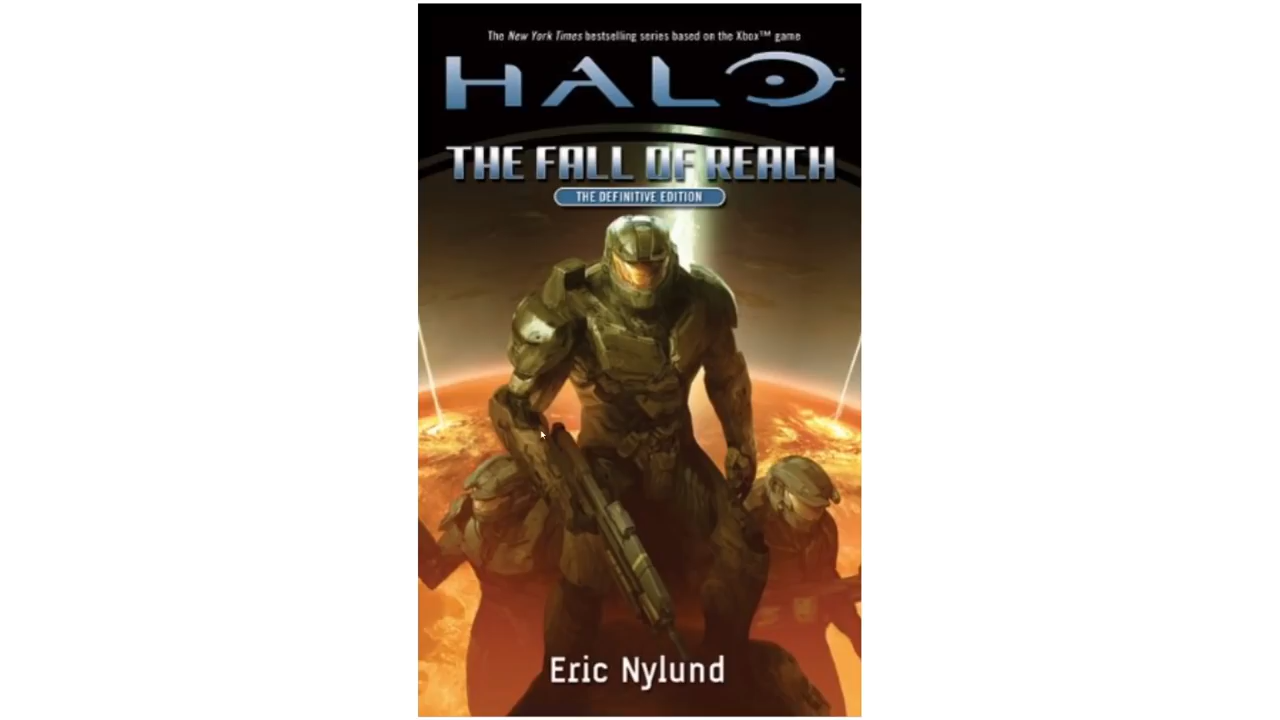 The New York Times bestselling series based on the Xbox™ game
HALO®
THE FALL OF REACH
THE DEFINITIVE EDITION
Eric Nylund